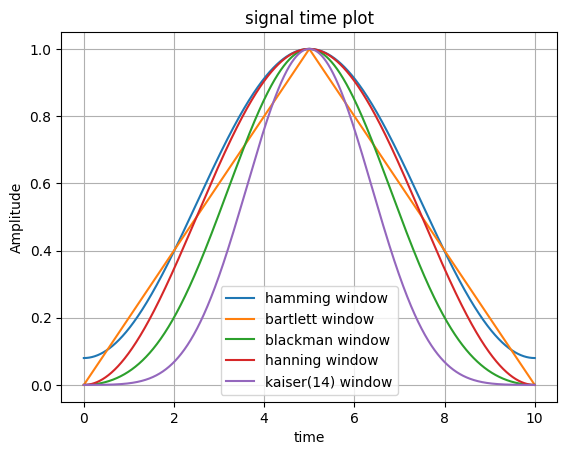 signal time plot
1.0
0.8
0.6
0.4
0.2
0.0
Amplitude
hamming window
bartlett window
blackman window
hanning window
kaiser(14) window
0
2
4
6
8
10
time